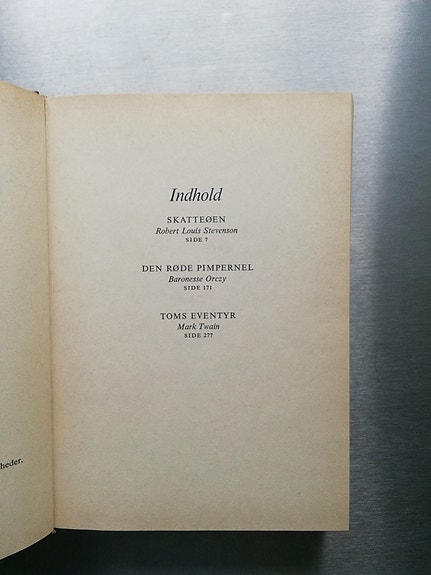 Indhold
SKATTEØEN
Robert Louis Stevenson
SIDE 7
DEN RØDE PIMPERNEL
Baronesse Orczy
SIDE 171
TOMS EVENTYR
Mark Twain
SIDE 277
heder.